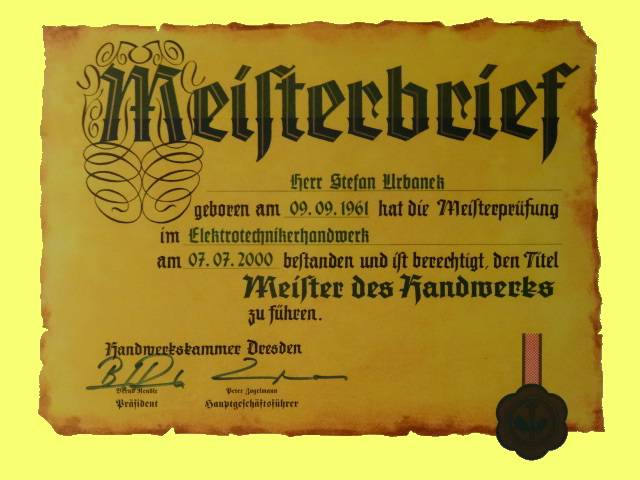 Meiſterbrief
Herr Stefan Urbanek
geboren am 09.09.1961 hat die Meiſterprüfung
im Elektrotechnikerhandwerk
am 07.07.2000 beſtanden und iſt berechtigt, den Titel
Meiſter des Handwerks
zu führen.
Handwerkskammer Dresden
Peter
Präſident Hauptgeſchäftsführer